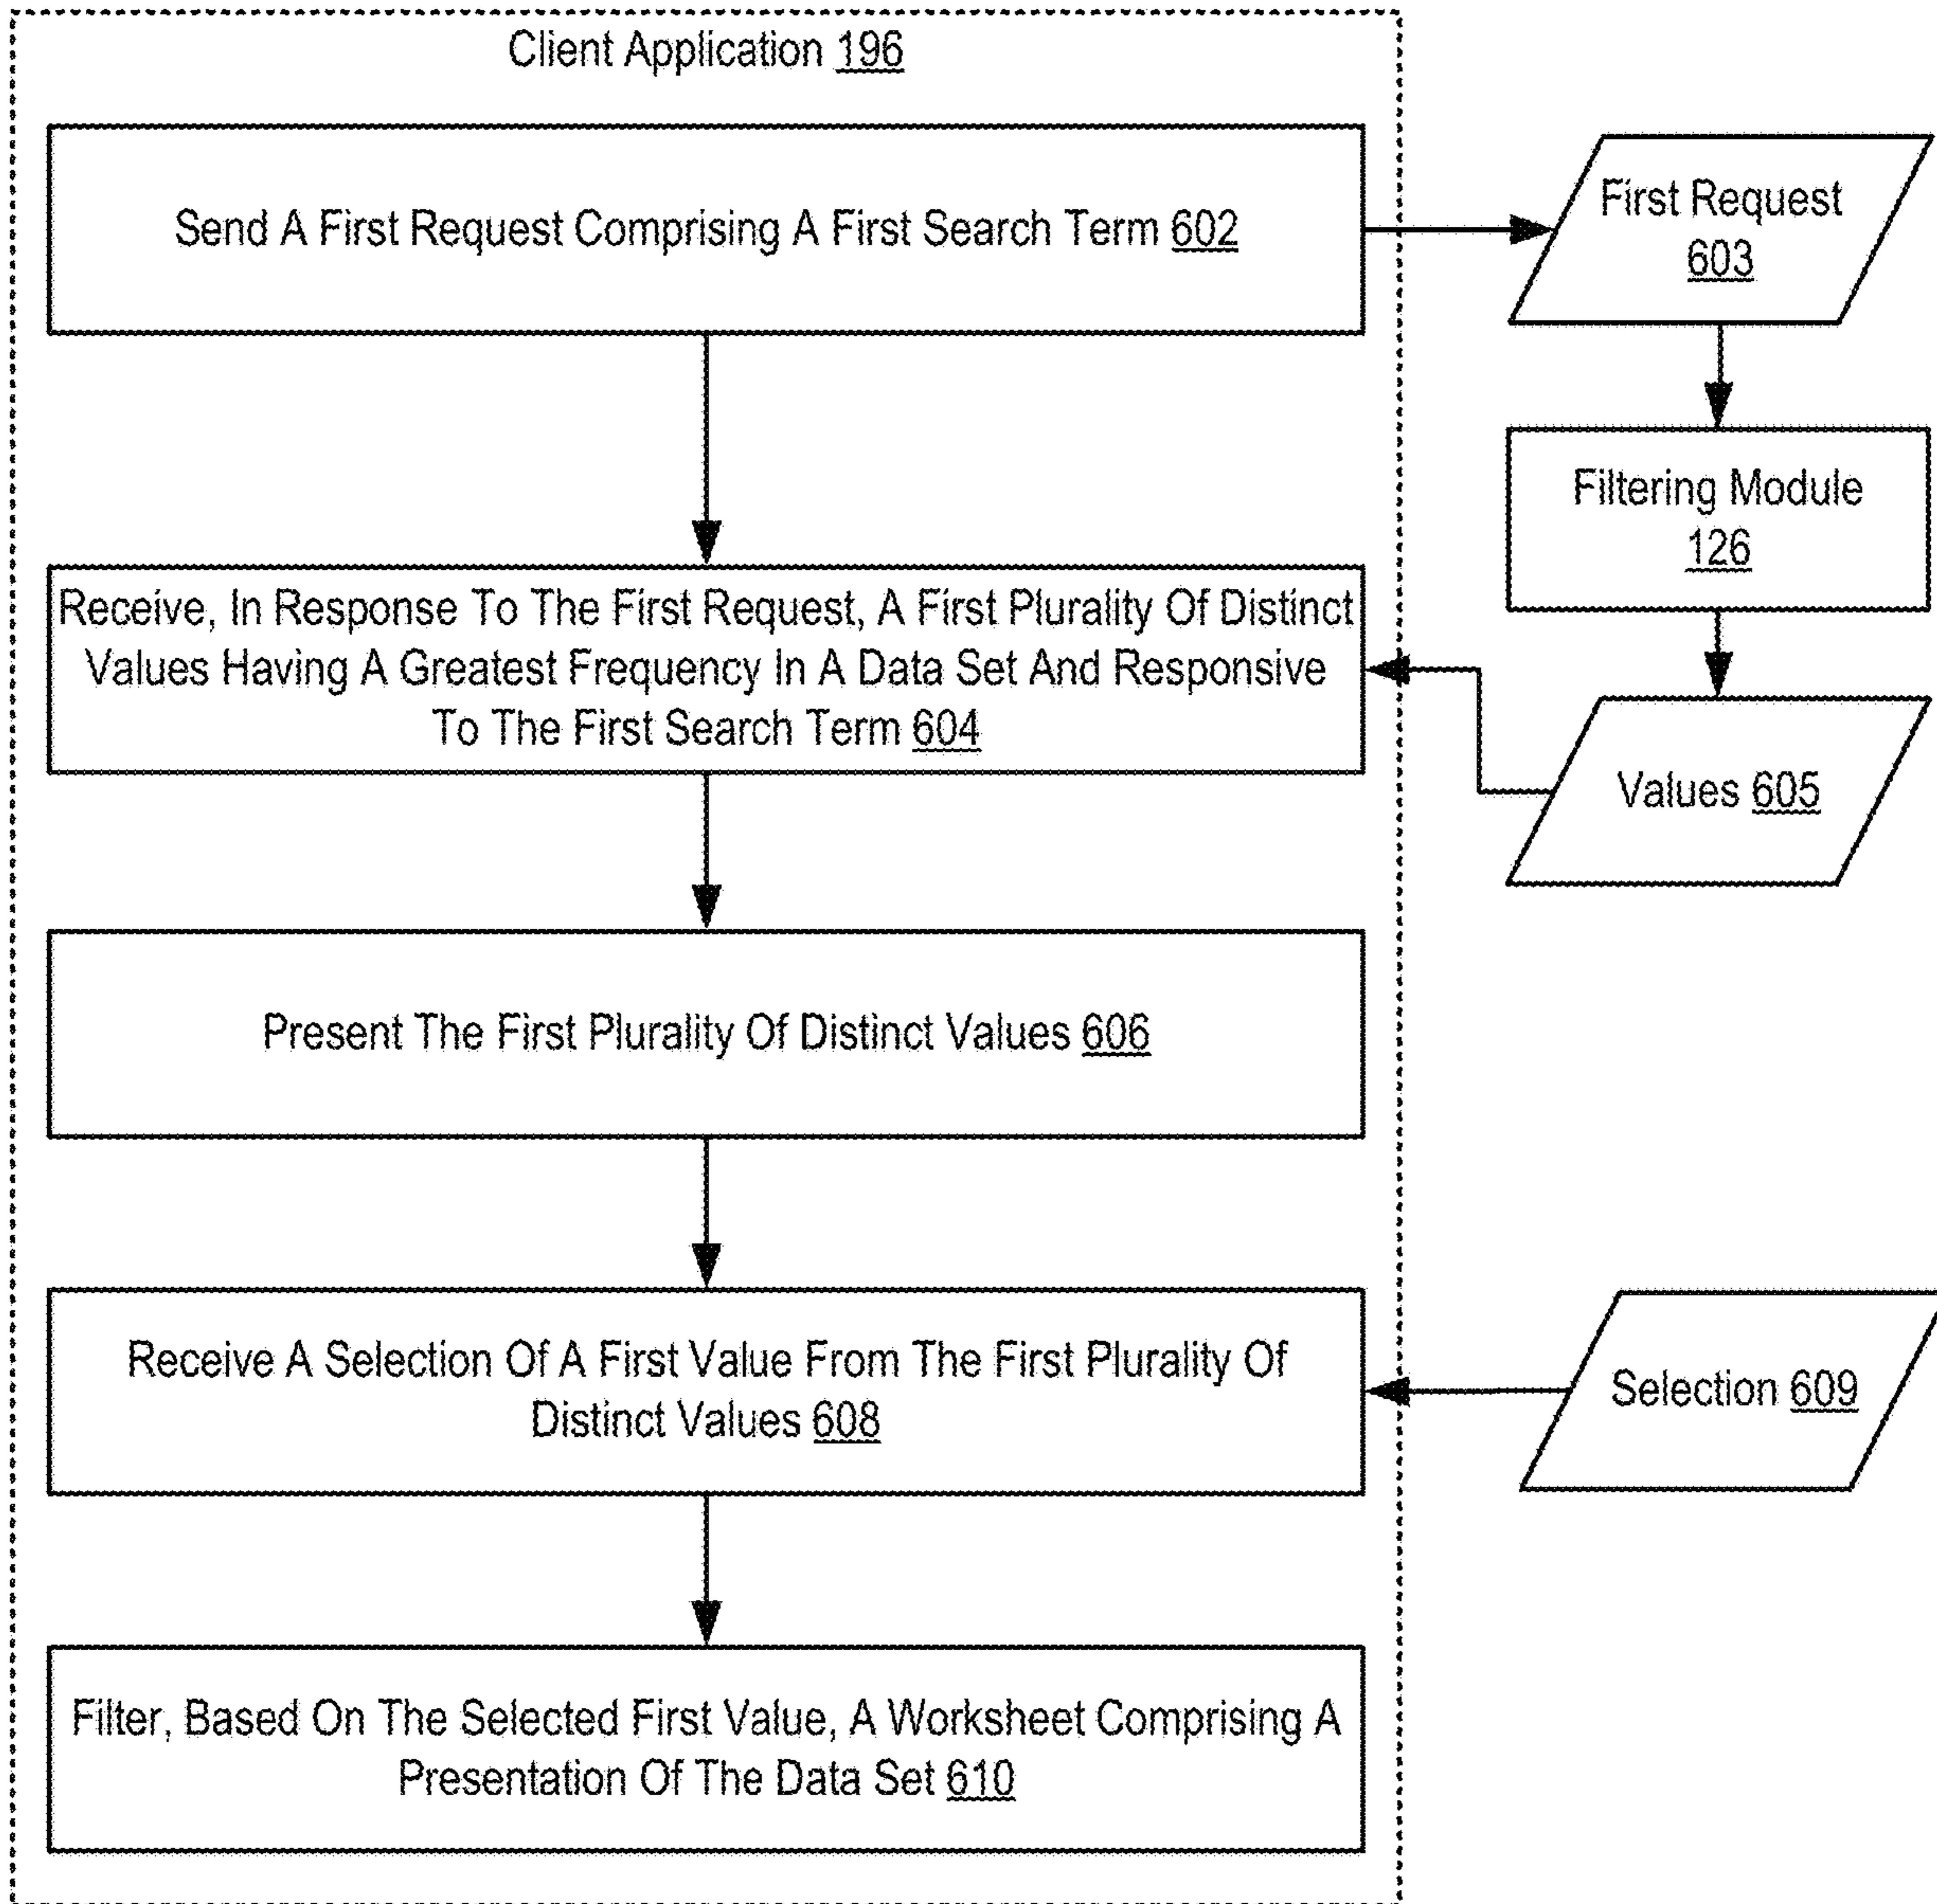 Client Application 196
Send A First Request Comprising A First Search Term 602
First Request
603
Filtering Module
126
Receive, In Response To The First Request, A First Plurality Of Distinct
Values Having A Greatest Frequency In A Data Set And Responsive
To The First Search Term 604
Values 605
Present The First Plurality Of Distinct Values 606
Receive A Selection Of A First Value From The First Plurality Of
Distinct Values 608
Selection 609
Filter, Based On The Selected First Value, A Worksheet Comprising A
Presentation Of The Data Set 610